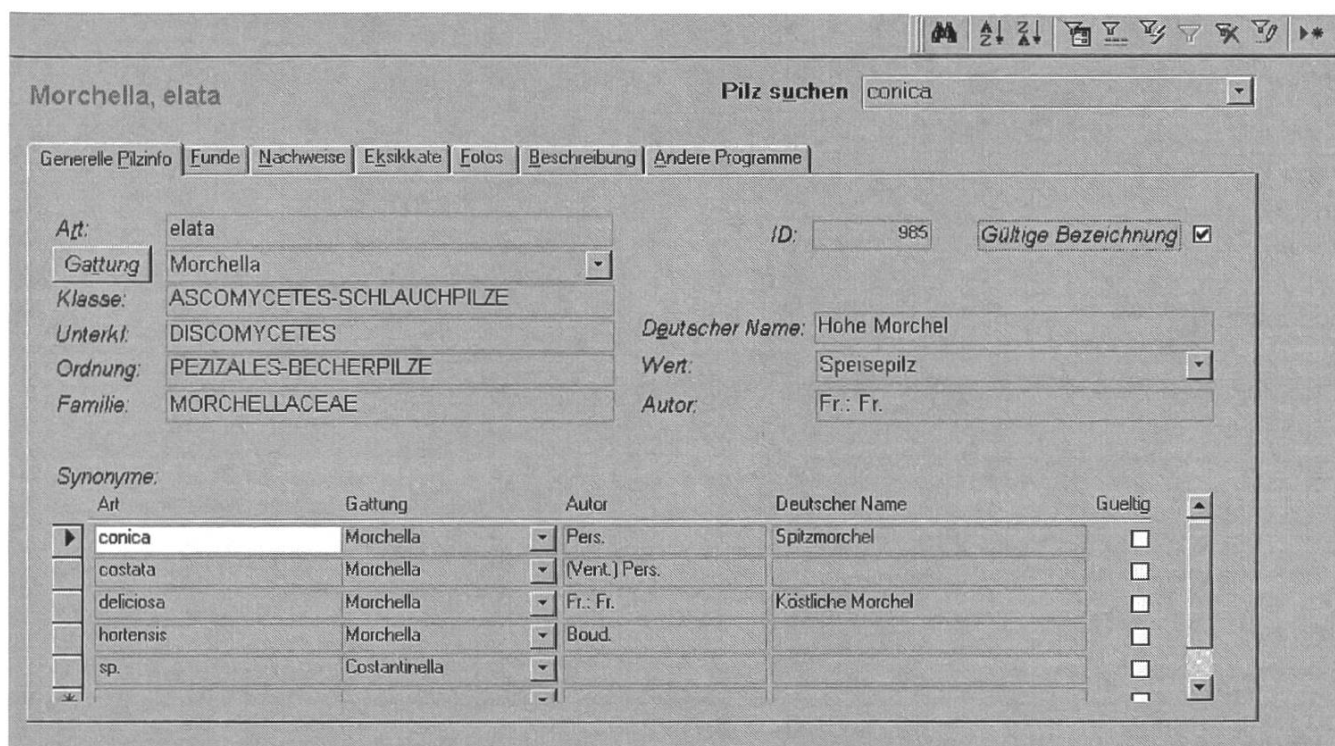 Morchella, elata
Pilz suchen conica
Generelle Pilzinfo Funde Nachweise Eksikkate Fotos Beschreibung Andere Programme
Art: elata ID: 985 Gültige Bezeichnung
Gattung Morchella
Klasse: ASCOMYCETES-SCHLAUCHPILZE
Unterkl: DISCOMYCETES Deutscher Name: Hohe Morchel
Ordnung: PEZIZALES-BECHERPILZE Wert: Speisepilz
Familie: MORCHELLACEAE Autor: Fr.: Fr.
Synonyme:
Art Gattung Autor Deutscher Name Gueltig
conica Morchella Pers. Spitzmorchel
costata Morchella (Vent.) Pers.
deliciosa Morchella Fr.: Fr. Köstliche Morchel
hortensis Morchella Boud.
sp. Costantinella